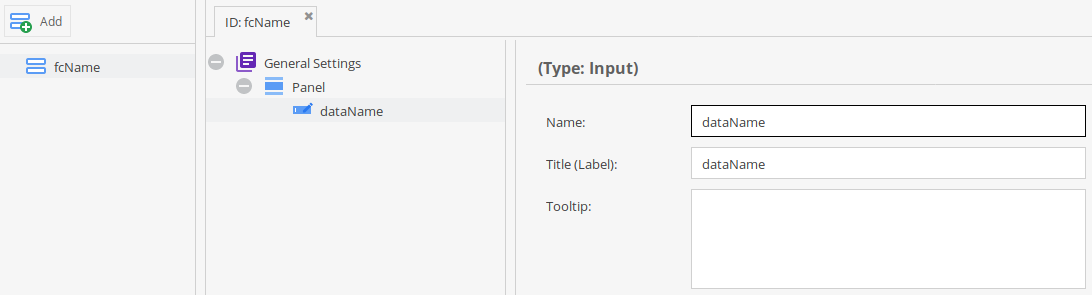 Add
fcName
ID: fcName
General Settings
Panel
dataName
(Type: Input)
Name:
dataName
Title (Label):
dataName
Tooltip: